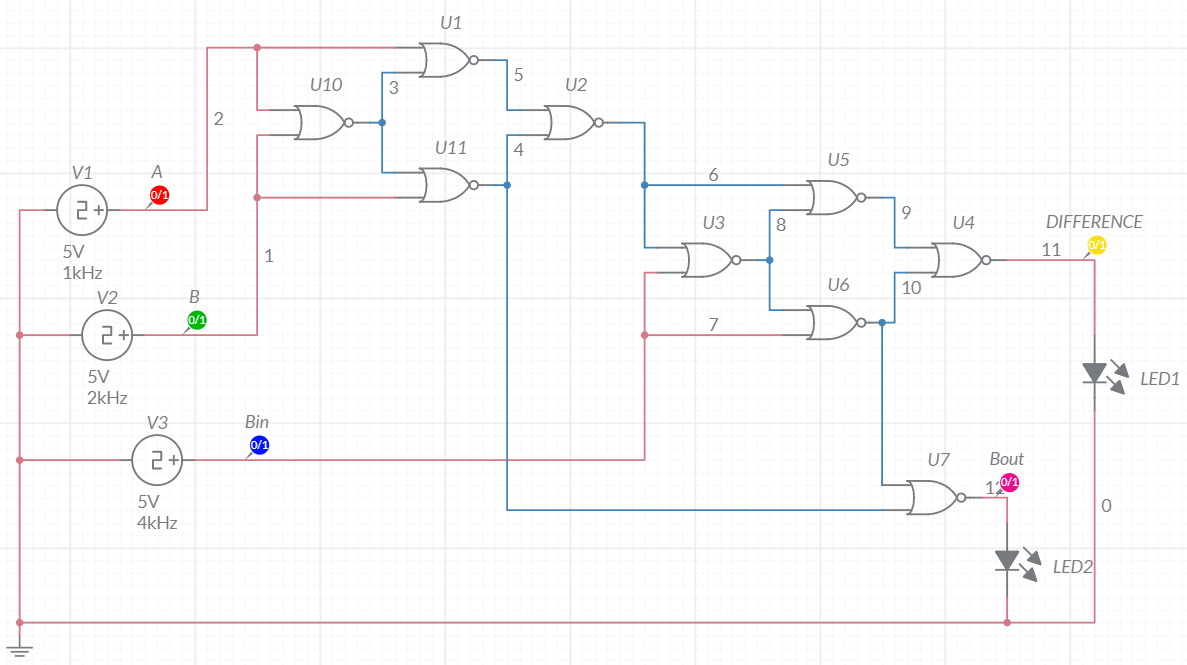 U1
5
U10
3
U2
2
4
U11
V1
A
0/1
5V
1kHz
U5
6
9
U3
8
U4
DIFFERENCE
0/1
11
1
V2
B
0/1
5V
2kHz
U6
10
7
LED1
V3
Bin
0/1
5V
4kHz
U7
Bout
0/1
0
LED2